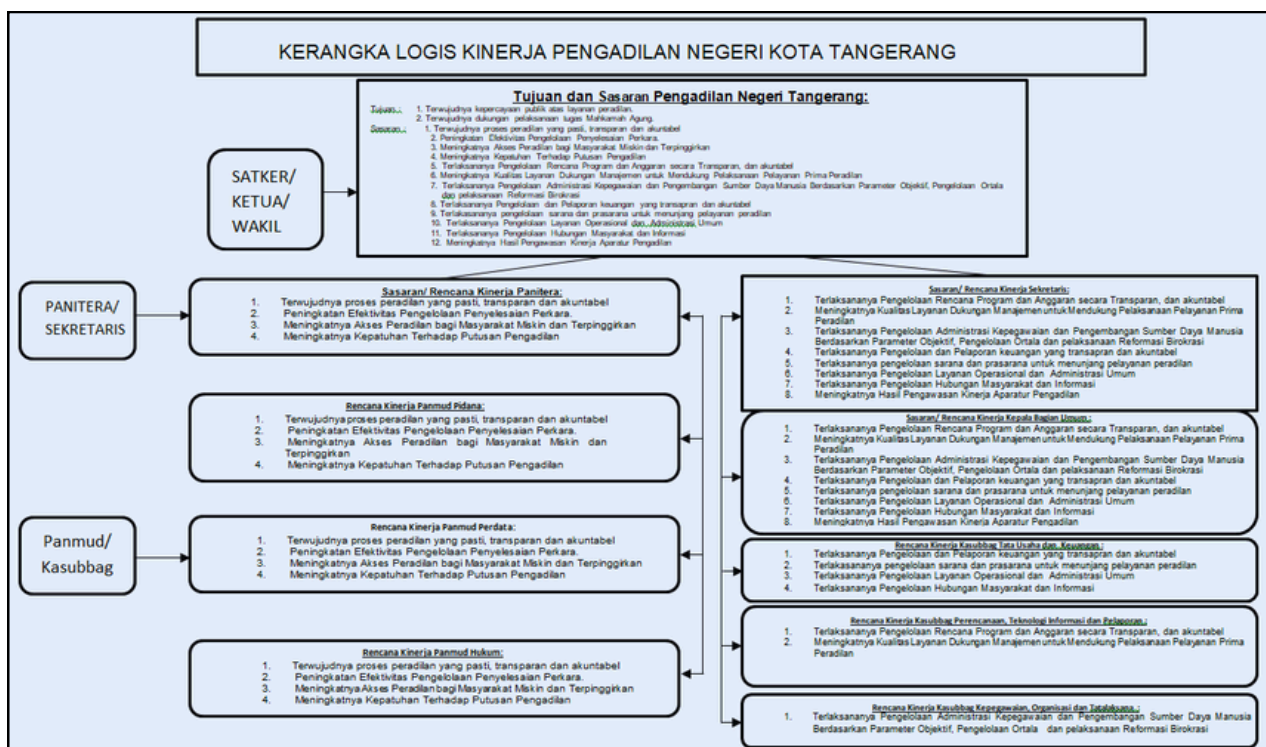 KERANGKA LOGIS KINERJA PENGADILAN NEGERI KOTA TANGERANG
Tujuan dan Sasaran Pengadilan Negeri Tangerang:
Tujuan : 1. Terwujudnya kepercayaan publik atas layanan peradilan.
2. Terwujudnya dukungan pelaksanaan tugas Mahkamah Agung.
Sasaran : 1. Terwujudnya proses peradilan yang pasti, transparan dan akuntabel
2. Peningkatan Efektivitas Pengelolaan Penyelesaian Perkara.
3. Meningkatnya Akses Peradilan bagi Masyarakat Miskin dan Terpinggirkan
4. Meningkatnya Kepatuhan Terhadap Putusan Pengadilan
5. Terlaksananya Pengelolaan Rencana Program dan Anggaran secara Transparan, dan akuntabel
6. Meningkatnya Kualitas Layanan Dukungan Manajemen untuk Mendukung Pelaksanaan Pelayanan Prima Peradilan
7. Terlaksananya Pengelolaan Administrasi Kepegawaian dan Pengembangan Sumber Daya Manusia Berdasarkan Parameter Objektif, Pengelolaan Ortala
dan pelaksanaan Reformasi Birokrasi
8. Terlaksananya Pengelolaan dan Pelaporan keuangan yang transapran dan akuntabel
9. Terlakasananya pengelolaan sarana dan prasarana untuk menunjang pelayanan peradilan
10. Terlaksananya Pengelolaan Layanan Operasional dan Administrasi Umum
11. Terlaksananya Pengelolaan Hubungan Masyarakat dan Informasi
12. Meningkatnya Hasil Pengawasan Kinerja Aparatur Pengadilan
SATKER/
KETUA/
WAKIL
PANITERA/
SEKRETARIS
Sasaran/ Rencana Kinerja Panitera:
1. Terwujudnya proses peradilan yang pasti, transparan dan akuntabel
2. Peningkatan Efektivitas Pengelolaan Penyelesaian Perkara.
3. Meningkatnya Akses Peradilan bagi Masyarakat Miskin dan Terpinggirkan
4. Meningkatnya Kepatuhan Terhadap Putusan Pengadilan
Rencana Kinerja Panmud Pidana:
1. Terwujudnya proses peradilan yang pasti, transparan dan akuntabel
2. Peningkatan Efektivitas Pengelolaan Penyelesaian Perkara.
3. Meningkatnya Akses Peradilan bagi Masyarakat Miskin dan
Terpinggirkan
4. Meningkatnya Kepatuhan Terhadap Putusan Pengadilan
Panmud/
Kasubbag
Rencana Kinerja Panmud Perdata:
1. Terwujudnya proses peradilan yang pasti, transparan dan akuntabel
2. Peningkatan Efektivitas Pengelolaan Penyelesaian Perkara.
3. Meningkatnya Akses Peradilan bagi Masyarakat Miskin dan Terpinggirkan
4. Meningkatnya Kepatuhan Terhadap Putusan Pengadilan
Rencana Kinerja Panmud Hukum:
1. Terwujudnya proses peradilan yang pasti, transparan dan akuntabel
2. Peningkatan Efektivitas Pengelolaan Penyelesaian Perkara.
3. Meningkatnya Akses Peradilan bagi Masyarakat Miskin dan Terpinggirkan
4. Meningkatnya Kepatuhan Terhadap Putusan Pengadilan
Sasaran/ Rencana Kinerja Sekretaris:
1. Terlaksananya Pengelolaan Rencana Program dan Anggaran secara Transparan, dan akuntabel
2. Meningkatnya Kualitas Layanan Dukungan Manajemen untuk Mendukung Pelaksanaan Pelayanan Prima
Peradilan
3. Terlaksananya Pengelolaan Administrasi Kepegawaian dan Pengembangan Sumber Daya Manusia
Berdasarkan Parameter Objektif, Pengelolaan Ortala dan pelaksanaan Reformasi Birokrasi
4. Terlaksananya Pengelolaan dan Pelaporan keuangan yang transapran dan akuntabel
5. Terlaksananya pengelolaan sarana dan prasarana untuk menunjang pelayanan peradilan
6. Terlaksananya Pengelolaan Layanan Operasional dan Administrasi Umum
7. Terlaksananya Pengelolaan Hubungan Masyarakat dan Informasi
8. Meningkatnya Hasil Pengawasan Kinerja Aparatur Pengadilan
Sasaran/ Rencana Kinerja Kepala Bagian Umum:
1. Terlaksananya Pengelolaan Rencana Program dan Anggaran secara Transparan, dan akuntabel
2. Meningkatnya Kualitas Layanan Dukungan Manajemen untuk Mendukung Pelaksanaan Pelayanan Prima
Peradilan
3. Terlaksananya Pengelolaan Administrasi Kepegawaian dan Pengembangan Sumber Daya Manusia
Berdasarkan Parameter Objektif, Pengelolaan Ortala dan pelaksanaan Reformasi Birokrasi
4. Terlaksananya Pengelolaan dan Pelaporan keuangan yang transapran dan akuntabel
5. Terlaksananya pengelolaan sarana dan prasarana untuk menunjang pelayanan peradilan
6. Terlaksananya Pengelolaan Layanan Operasional dan Administrasi Umum
7. Terlaksananya Pengelolaan Hubungan Masyarakat dan Informasi
8. Meningkatnya Hasil Pengawasan Kinerja Aparatur Pengadilan
Rencana Kinerja Kasubbag Tata Usaha dan Keuangan :
1. Terlaksananya Pengelolaan dan Pelaporan keuangan yang transapran dan akuntabel
2. Terlakasananya pengelolaan sarana dan prasarana untuk menunjang pelayanan peradilan
3. Terlaksananya Pengelolaan Layanan Operasional dan Administrasi Umum
4. Terlaksananya Pengelolaan Hubungan Masyarakat dan Informasi
Rencana Kinerja Kasubbag Perencanaan, Teknologi Informasi dan Pelaporan :
1. Terlaksananya Pengelolaan Rencana Program dan Anggaran secara Transparan, dan akuntabel
2. Meningkatnya Kualitas Layanan Dukungan Manajemen untuk Mendukung Pelaksanaan Pelayanan Prima
Peradilan
Rencana Kinerja Kasubbag Kepegawaian, Organisasi dan Tatalaksana :
1. Terlaksananya Pengelolaan Administrasi Kepegawaian dan Pengembangan Sumber Daya Manusia
Berdasarkan Parameter Objektif, Pengelolaan Ortala dan pelaksanaan Reformasi Birokrasi